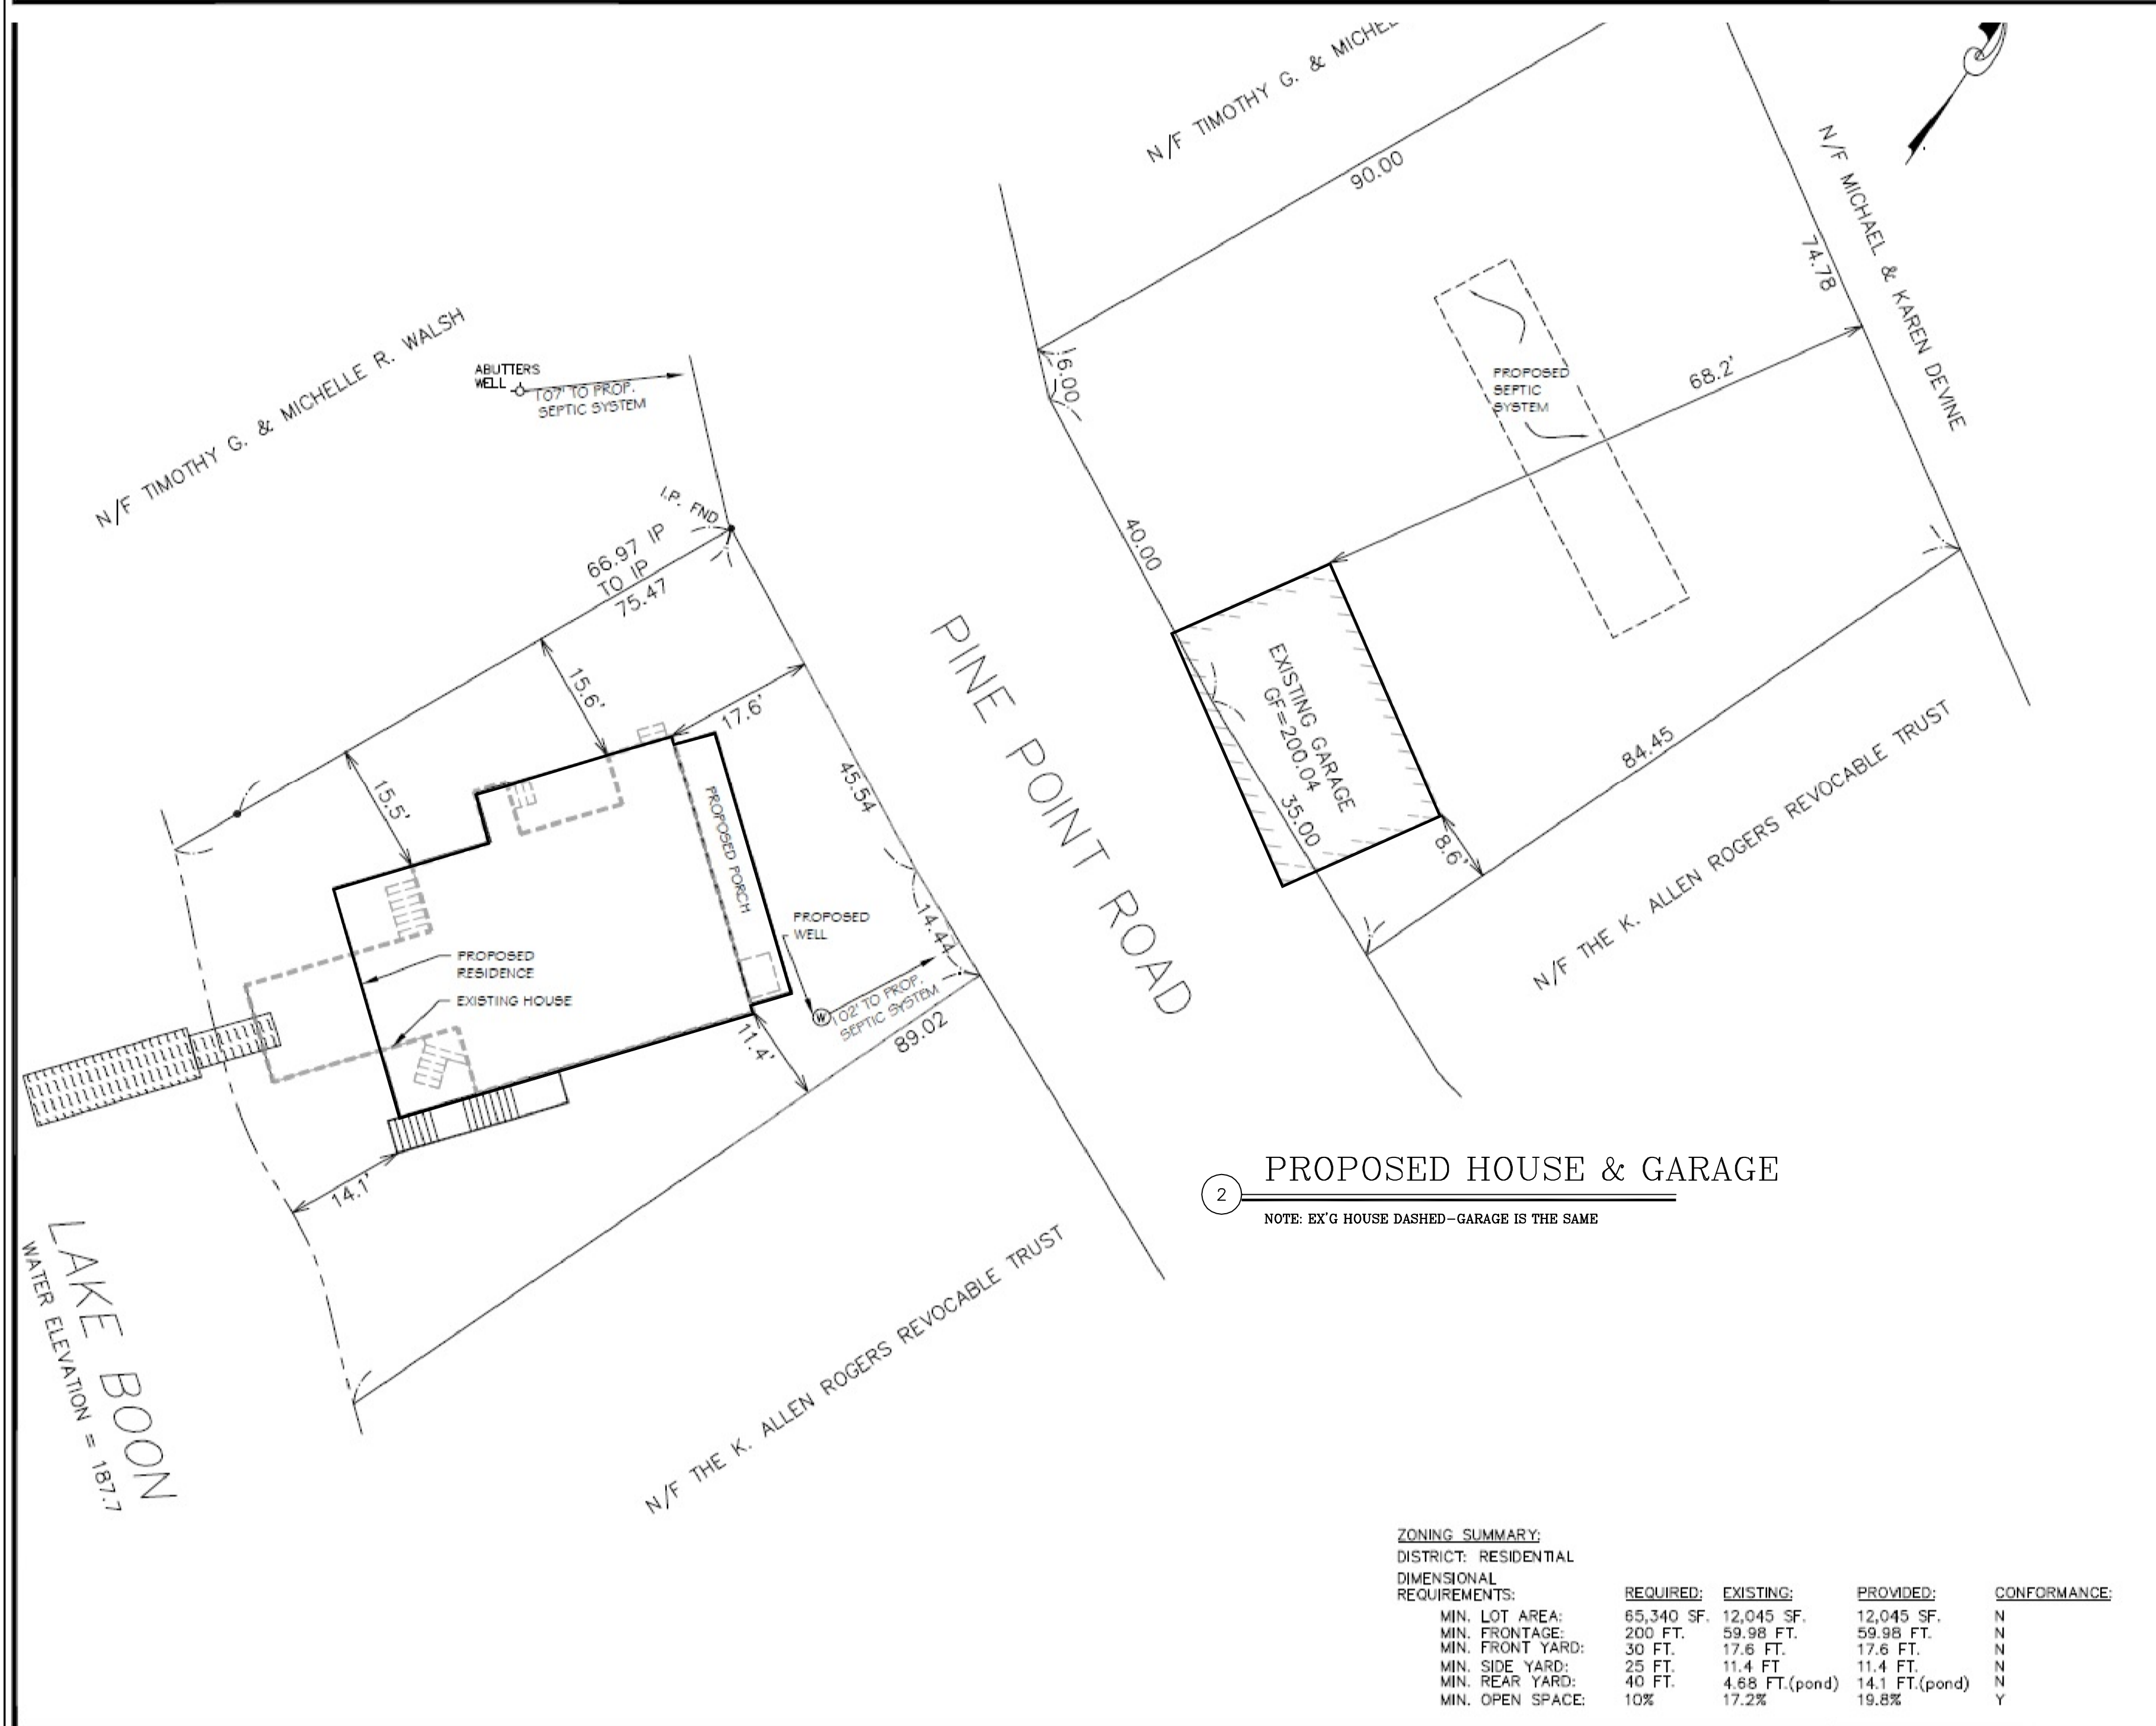 N/F TIMOTHY G. & MICHEL
90.00
N/F MICHAEL & KAREN DEVINE
74.78
68.2'
PROPOSED
SEPTIC
SYSTEM
16.00
40.00
N/F TIMOTHY G. & MICHELLE R. WALSH
ABUTTERS
WELL
107' TO PROP.
SEPTIC SYSTEM
I.P. FND
66.97 IP
TO IP
75.47
15.6'
17.6'
15.5'
45.54
PROPOSED PORCH
PINE POINT ROAD
EXISTING GARAGE
GF=200.04
35.00
8.6'
84.45
N/F THE K. ALLEN ROGERS REVOCABLE TRUST
PROPOSED
WELL
14.44
W
102' TO PROP.
SEPTIC SYSTEM
89.02
PROPOSED
RESIDENCE
EXISTING HOUSE
11.4'
14.1'
LAKE BOON
WATER ELEVATION = 187.7
N/F THE K. ALLEN ROGERS REVOCABLE TRUST
2
PROPOSED HOUSE & GARAGE
NOTE: EX'G HOUSE DASHED-GARAGE IS THE SAME
ZONING SUMMARY:
DISTRICT: RESIDENTIAL
DIMENSIONAL
REQUIREMENTS: REQUIRED: EXISTING: PROVIDED: CONFORMANCE:
MIN. LOT AREA: 65,340 SF. 12,045 SF. 12,045 SF. N
MIN. FRONTAGE: 200 FT. 59.98 FT. 59.98 FT. N
MIN. FRONT YARD: 30 FT. 17.6 FT. 17.6 FT. N
MIN. SIDE YARD: 25 FT. 11.4 FT 11.4 FT. N
MIN. REAR YARD: 40 FT. 4.68 FT.(pond) 14.1 FT.(pond) N
MIN. OPEN SPACE: 10% 17.2% 19.8% Y